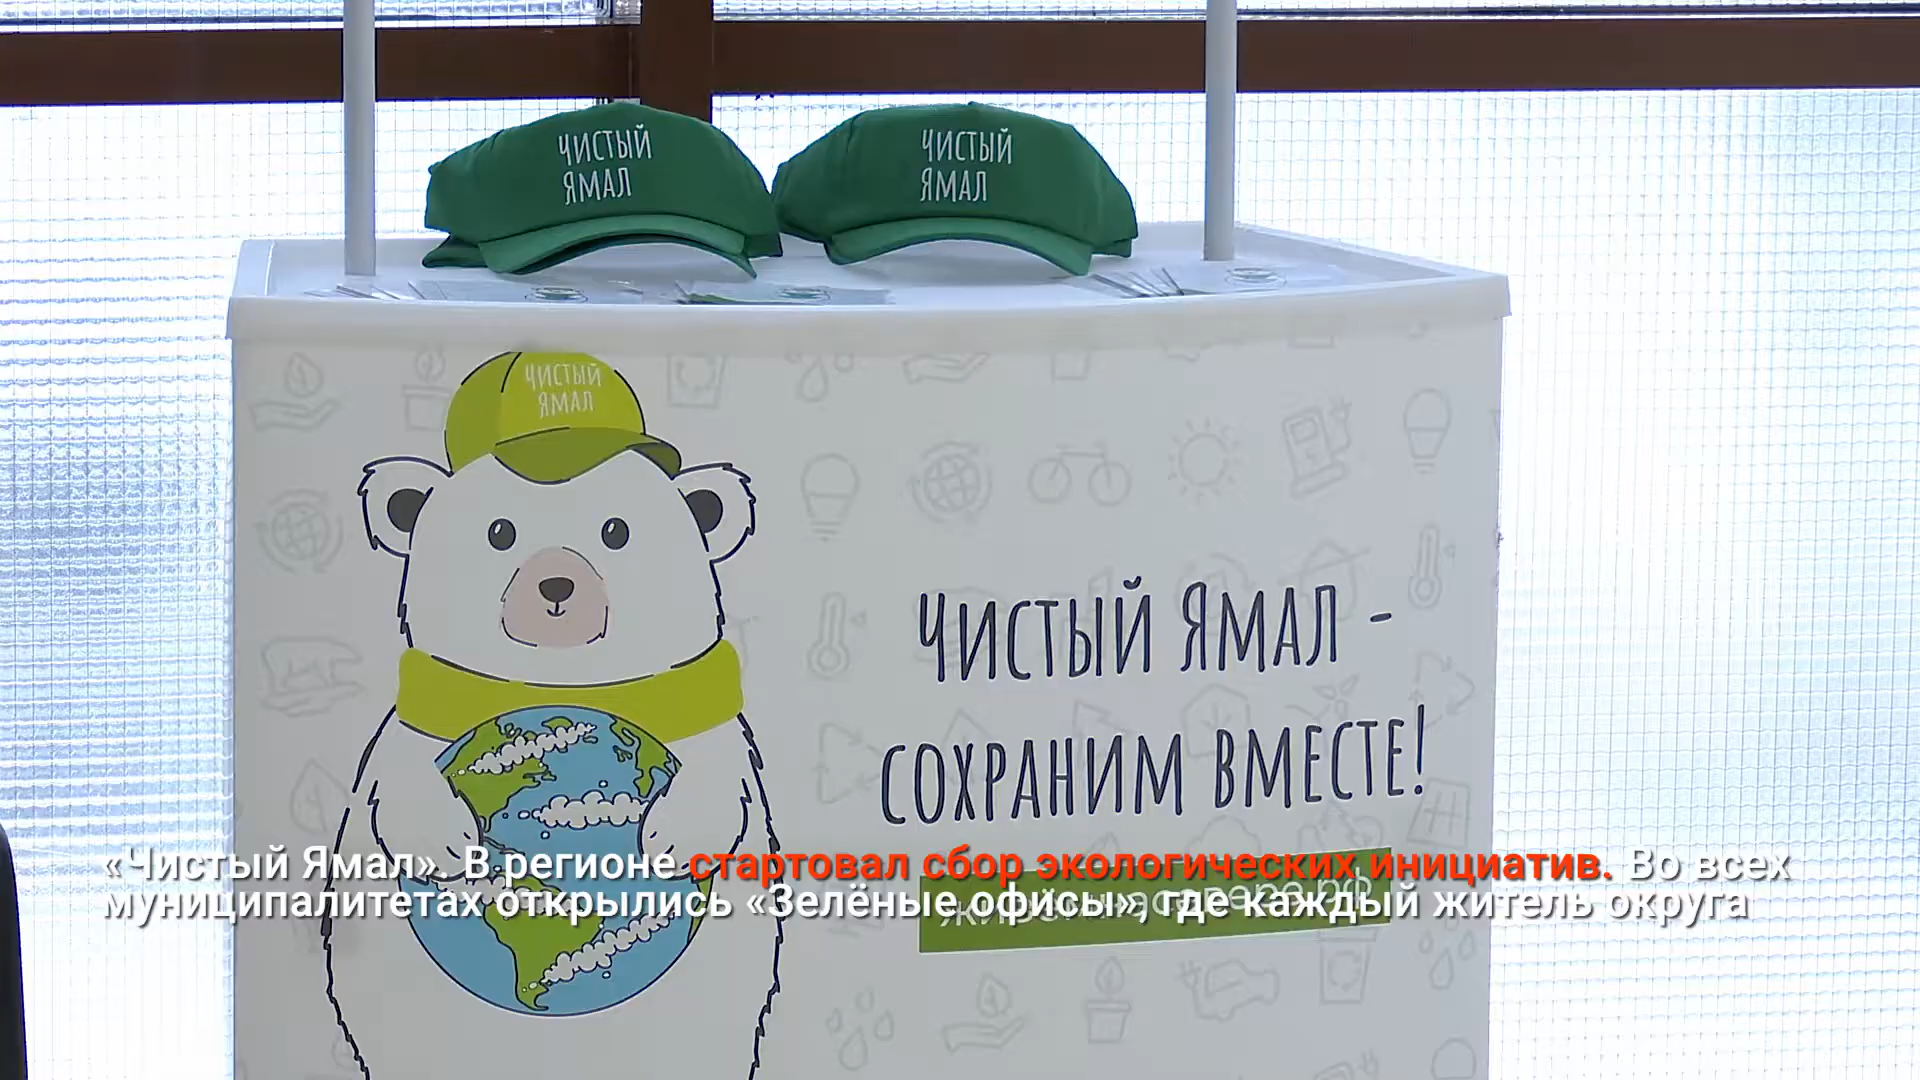 ЧИСТЫЙ
ЯМАЛ
ЧИСТЫЙ
ЯМАЛ
ЧИСТЫЙ
ЯМАЛ
ЧИСТЫЙ ЯМАЛ -
СОХРАНИМ ВМЕСТЕ!
«Чистый Ямал». В регионе стартовал сбор экологических инициатив. Во всех
муниципалитетах открылись «Зелёные офисы», где каждый житель округа